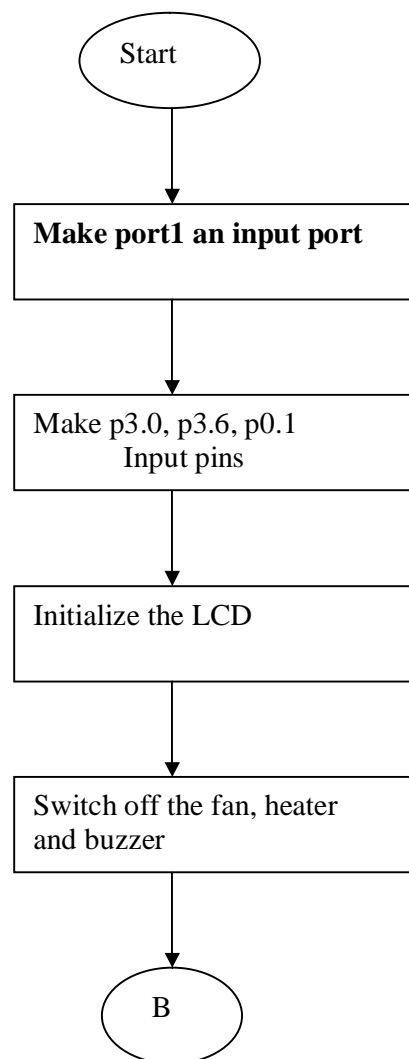 Start
Make port1 an input port
Make p3.0, p3.6, p0.1
Input pins
Initialize the LCD
Switch off the fan, heater
and buzzer
B